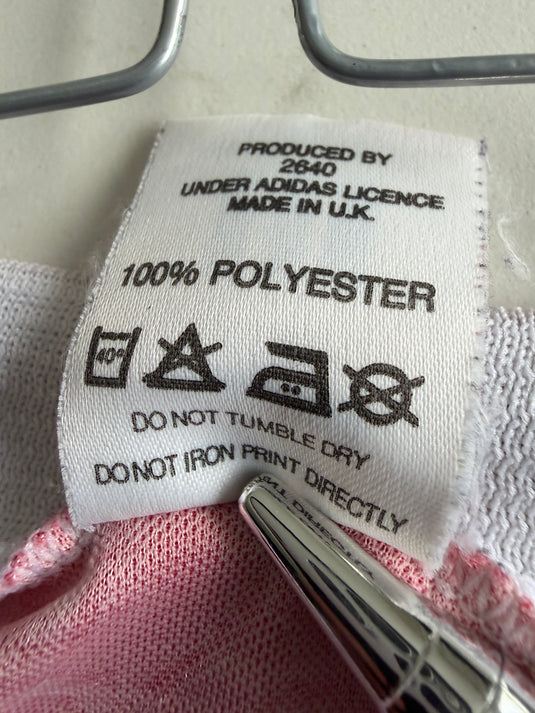 PRODUCED BY
2640
UNDER ADIDAS LICENCE
MADE IN U.K.
100% POLYESTER
40°
DO NOT TUMBLE DRY
DO NOT IRON PRINT DIRECTLY